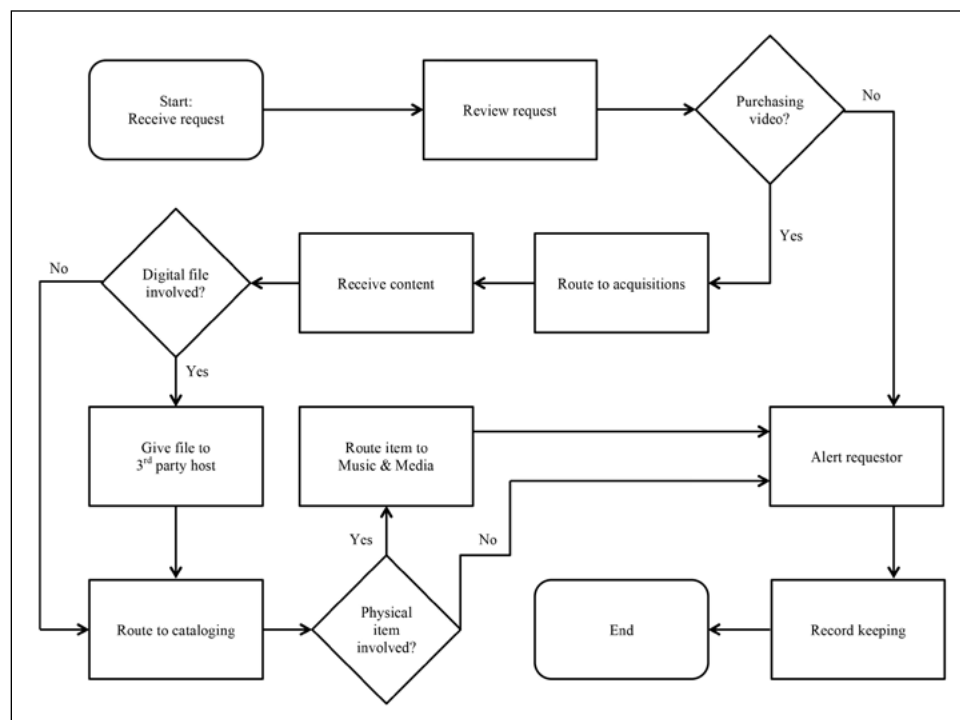 Start:
Receive request
Review request
Purchasing
video?
No
Yes
No
Digital file
involved?
Receive content
Route to acquisitions
Yes
Give file to
3rd party host
Route item to
Music & Media
Alert requestor
Yes
No
Route to cataloging
Physical
item
involved?
End
Record keeping